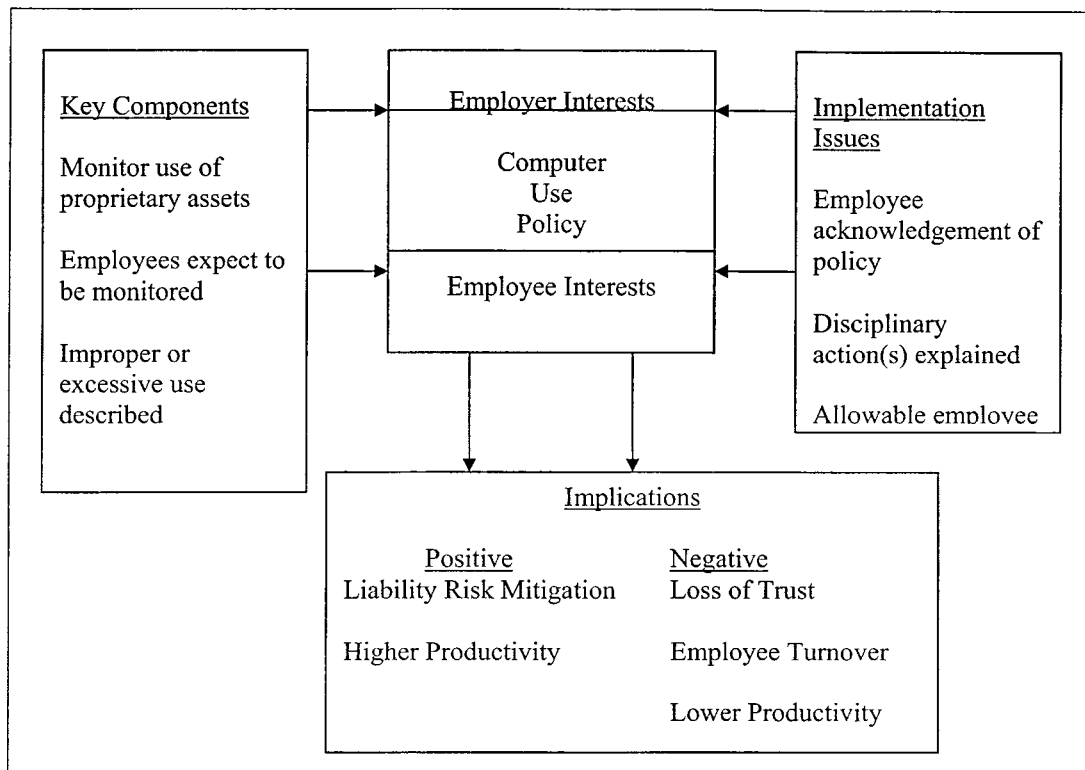 Key Components
Monitor use of
proprietary assets
Employees expect to
be monitored
Improper or
excessive use
described
Employer Interests
Computer
Use
Policy
Employee Interests
Implementation
Issues
Employee
acknowledgement of
policy
Disciplinary
action(s) explained
Allowable employee
Implications
Positive
Liability Risk Mitigation
Higher Productivity
Negative
Loss of Trust
Employee Turnover
Lower Productivity